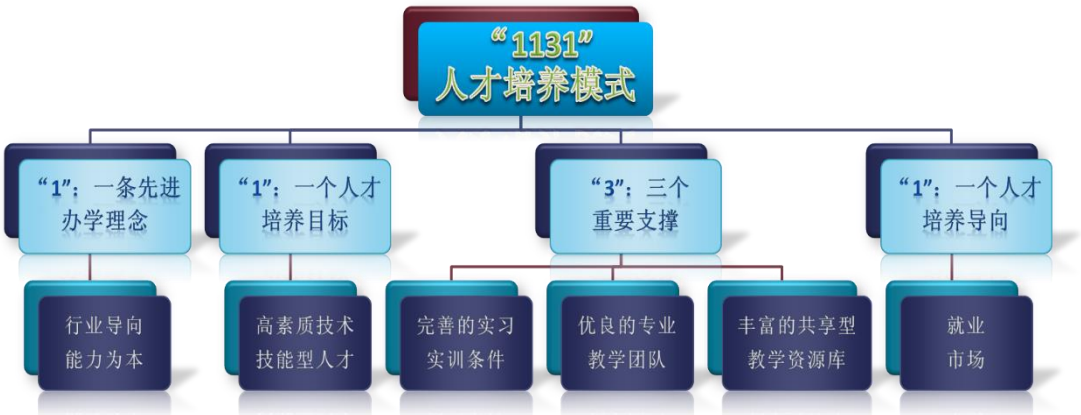 “1131”
人才培养模式
“1”：一条先进
办学理念
“1”：一个人才
培养目标
“3”：三个
重要支撑
“1”：一个人才
培养导向
行业导向
能力为本
高素质技术
技能型人才
完善的实习
实训条件
优良的专业
教学团队
丰富的共享型
教学资源库
就业
市场